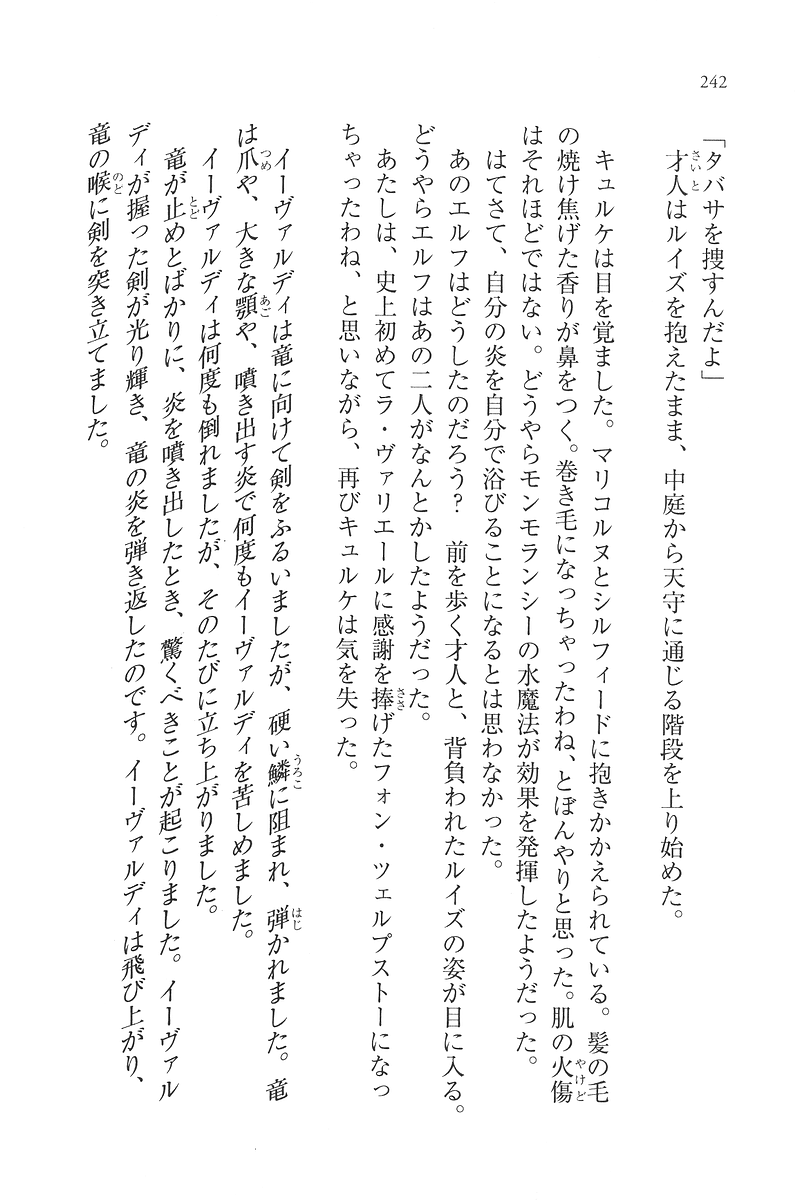 242
「タバサを捜すんだよ」
才人はルイズを抱えたまま、中庭から天守に通じる階段を上り始めた。
キュルケは目を覚ました。マリコルヌとシルフィードに抱きかかえられている。髪の毛
の焼け焦げた香りが鼻をつく。巻き毛になっちゃったわね、とぼんやりと思った。肌の火傷
はそれほどではない。どうやらモンモランシーの水魔法が効果を発揮したようだった。
はてさて、自分の炎を自分で浴びることになるとは思わなかった。
あのエルフはどうしたのだろう？　前を歩く才人と、背負われたルイズの姿が目に入る。
どうやらエルフはあの二人がなんとかしたようだった。
あたしは、史上初めてラ・ヴァリエールに感謝を捧げたフォン・ツェルプストーになっ
ちゃったわね、と思いながら、再びキュルケは気を失った。
イーヴァルディは竜に向けて剣をふるいましたが、硬い鱗に阻まれ、弾かれました。竜
は爪や、大きな顎や、噴き出す炎で何度もイーヴァルディを苦しめました。
イーヴァルディは何度も倒れましたが、そのたびに立ち上がりました。
竜が止めとばかりに、炎を噴き出したとき、驚くべきことが起こりました。イーヴァル
ディが握った剣が光り輝き、竜の炎を弾き返したのです。イーヴァルディは飛び上がり、
竜の喉に剣を突き立てました。